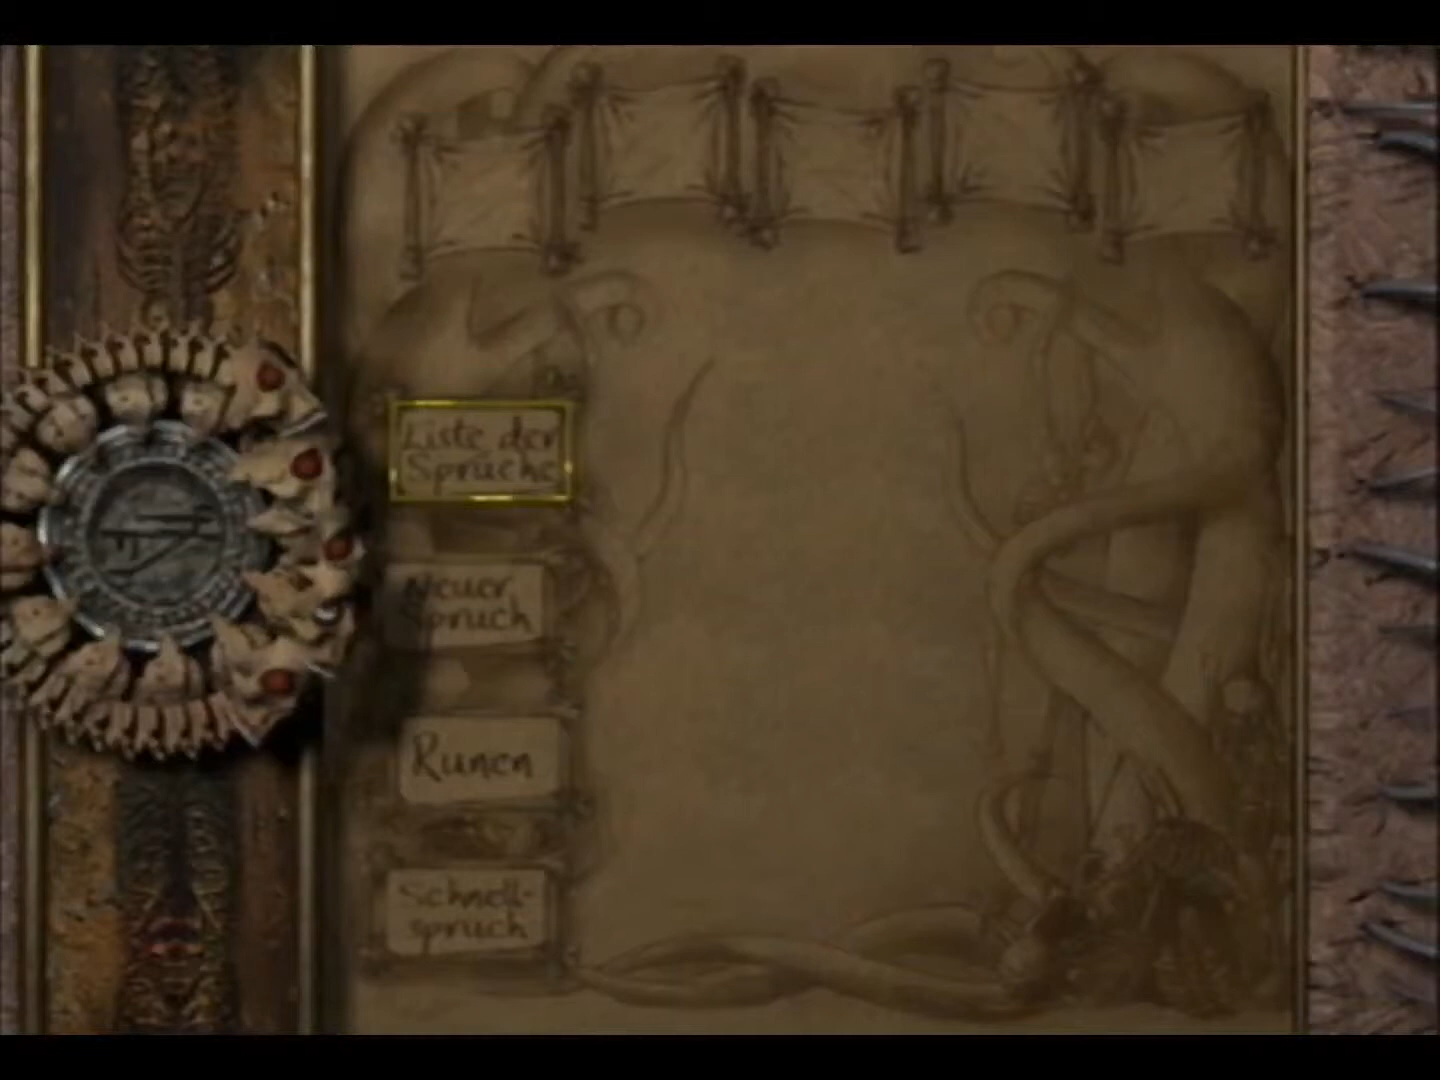 Liste der
Sprüche
Neuer
Spruch
Runen
Schnell-
spruch